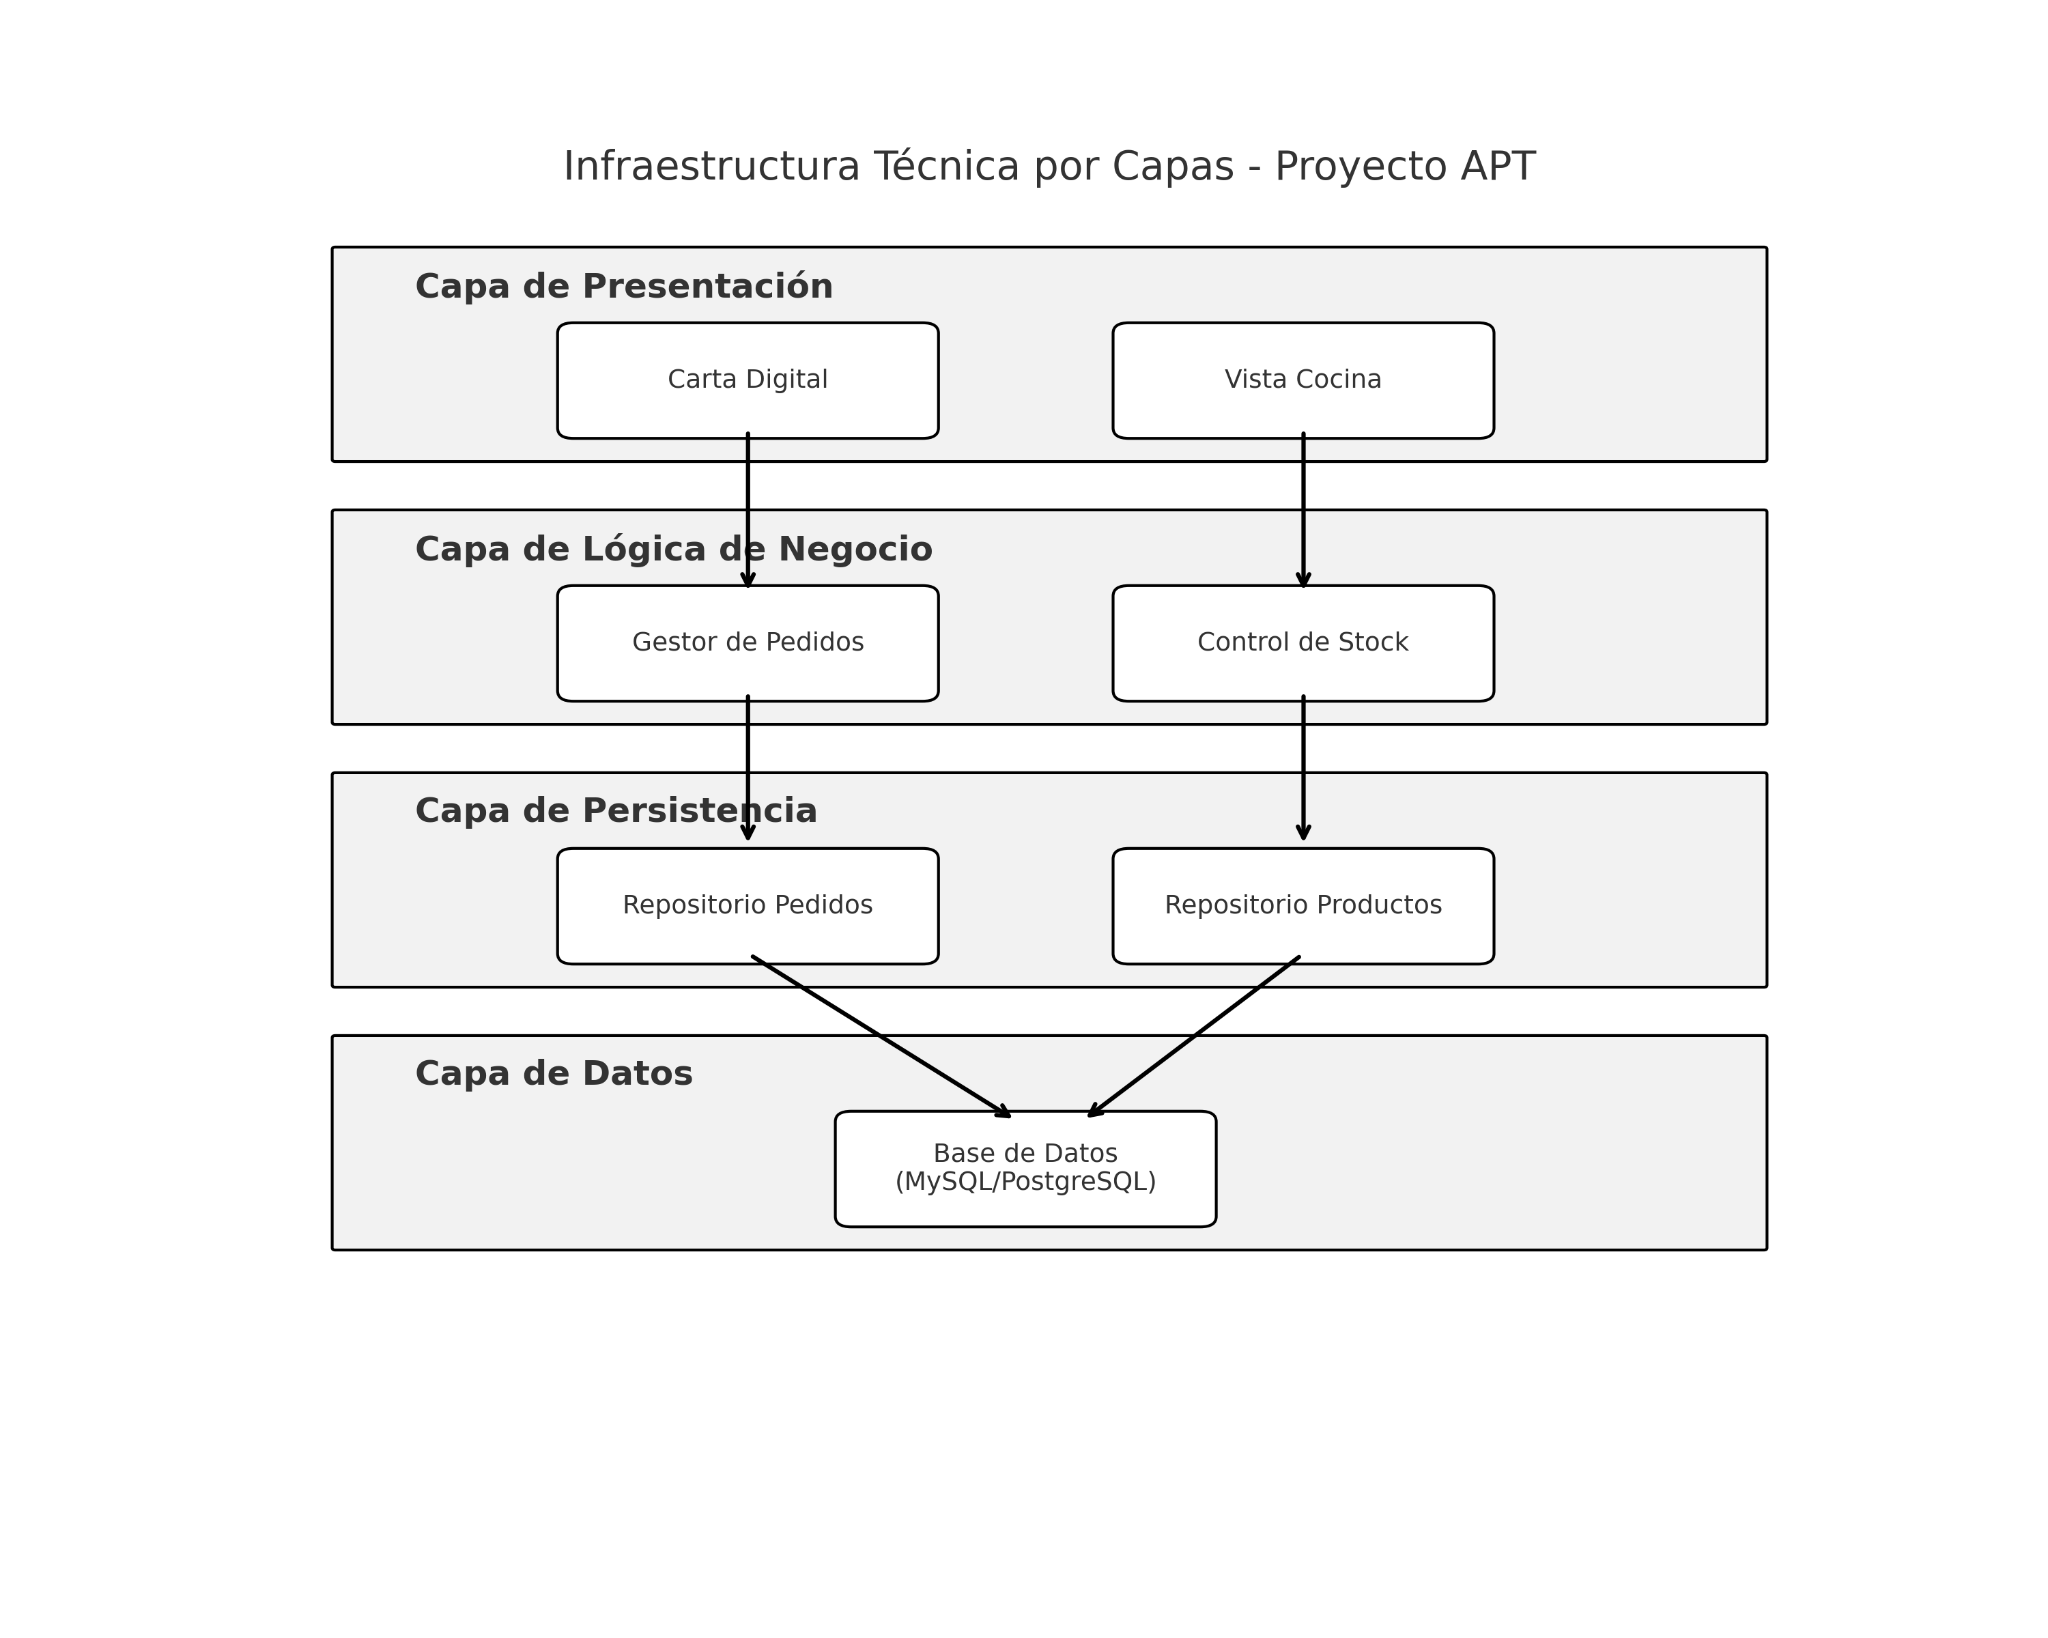 Infraestructura Técnica por Capas - Proyecto APT
Capa de Presentación
Carta Digital
Vista Cocina
Capa de Lógica de Negocio
Gestor de Pedidos
Control de Stock
Capa de Persistencia
Repositorio Pedidos
Repositorio Productos
Capa de Datos
Base de Datos
(MySQL/PostgreSQL)